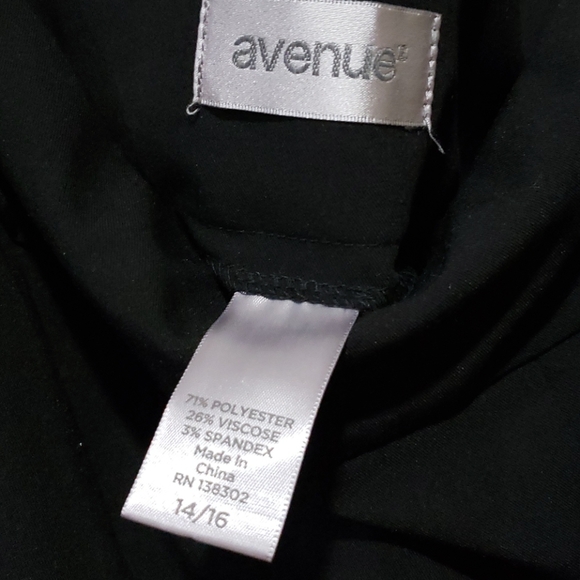 avenue
71% POLYESTER
26% VISCOSE
3% SPANDEX
Made In
China
RN 138302
14/16